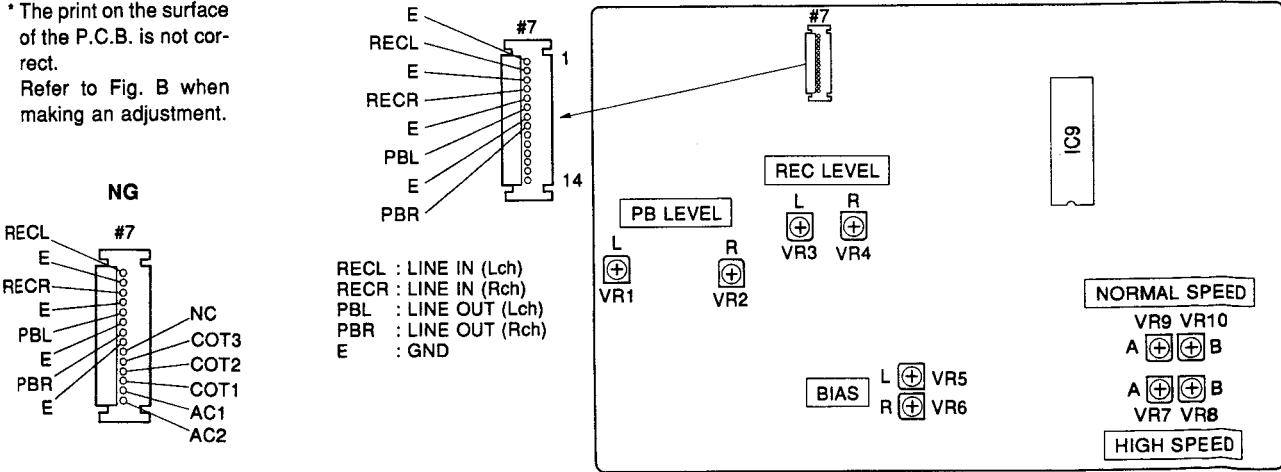 * The print on the surface
of the P.C.B. is not cor-
rect.
Refer to Fig. B when
making an adjustment.
NG
#7
RECL
E
RECR
E
PBL
E
PBR
E
NC
COT3
COT2
COT1
AC1
AC2
#7
E
RECL
E
RECR
E
PBL
E
PBR
1
14
RECL : LINE IN (Lch)
RECR : LINE IN (Rch)
PBL : LINE OUT (Lch)
PBR : LINE OUT (Rch)
E : GND
#7
IC9
REC LEVEL
L R
VR3 VR4
PB LEVEL
L R
VR1 VR2
BIAS
L VR5
R VR6
NORMAL SPEED
VR9 VR10
A B
A B
VR7 VR8
HIGH SPEED